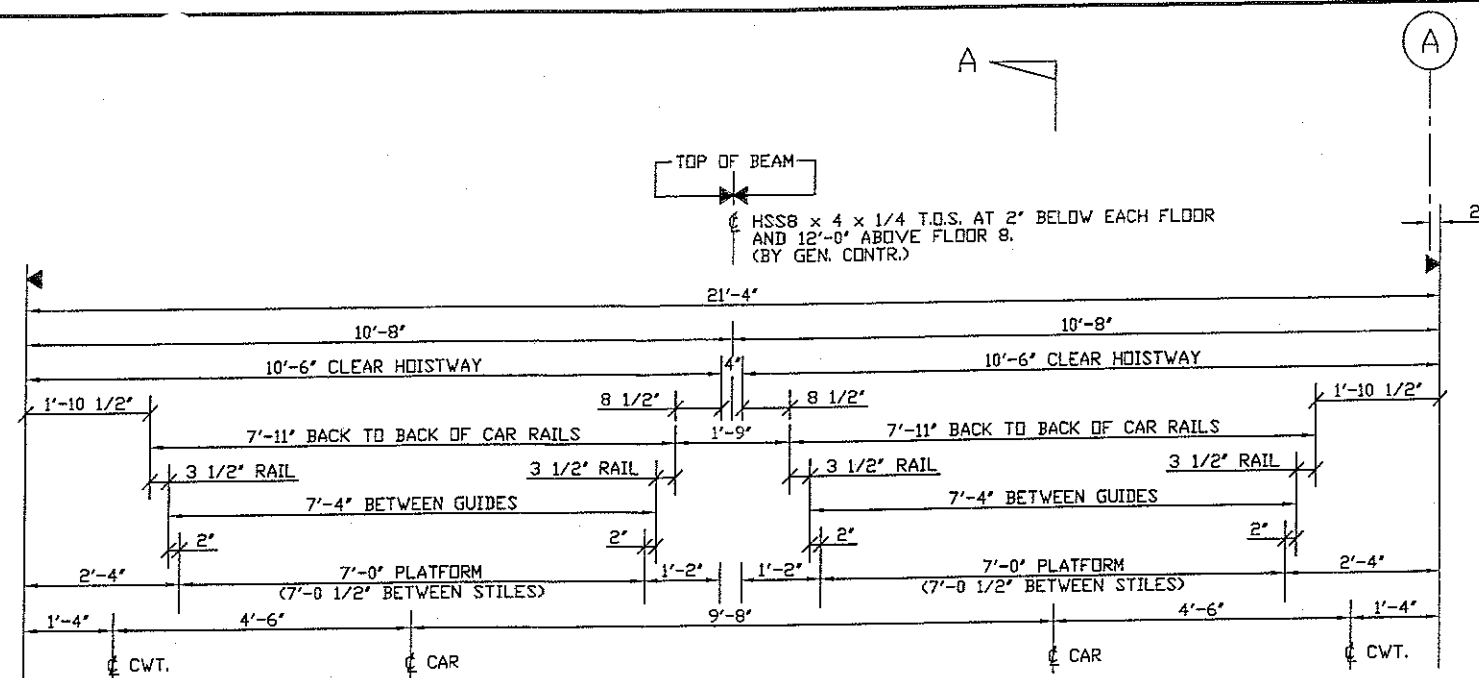 A
A
TOP OF BEAM
℄ HSS8 x 4 x 1/4 T.O.S. AT 2" BELOW EACH FLOOR
AND 12'-0" ABOVE FLOOR 8.
(BY GEN. CONTR.)
2
21'-4"
10'-8" 10'-8"
10'-6" CLEAR HOISTWAY 4" 10'-6" CLEAR HOISTWAY
1'-10 1/2" 8 1/2" 8 1/2" 1'-10 1/2"
7'-11" BACK TO BACK OF CAR RAILS 1'-9" 7'-11" BACK TO BACK OF CAR RAILS
3 1/2" RAIL 3 1/2" RAIL 3 1/2" RAIL 3 1/2" RAIL
7'-4" BETWEEN GUIDES 7'-4" BETWEEN GUIDES
2" 2" 2" 2"
2'-4" 7'-0" PLATFORM 1'-2" 1'-2" 7'-0" PLATFORM 2'-4"
(7'-0 1/2" BETWEEN STILES) (7'-0 1/2" BETWEEN STILES)
1'-4" 4'-6" 9'-8" 4'-6" 1'-4"
℄ CWT. ℄ CAR ℄ CAR ℄ CWT.